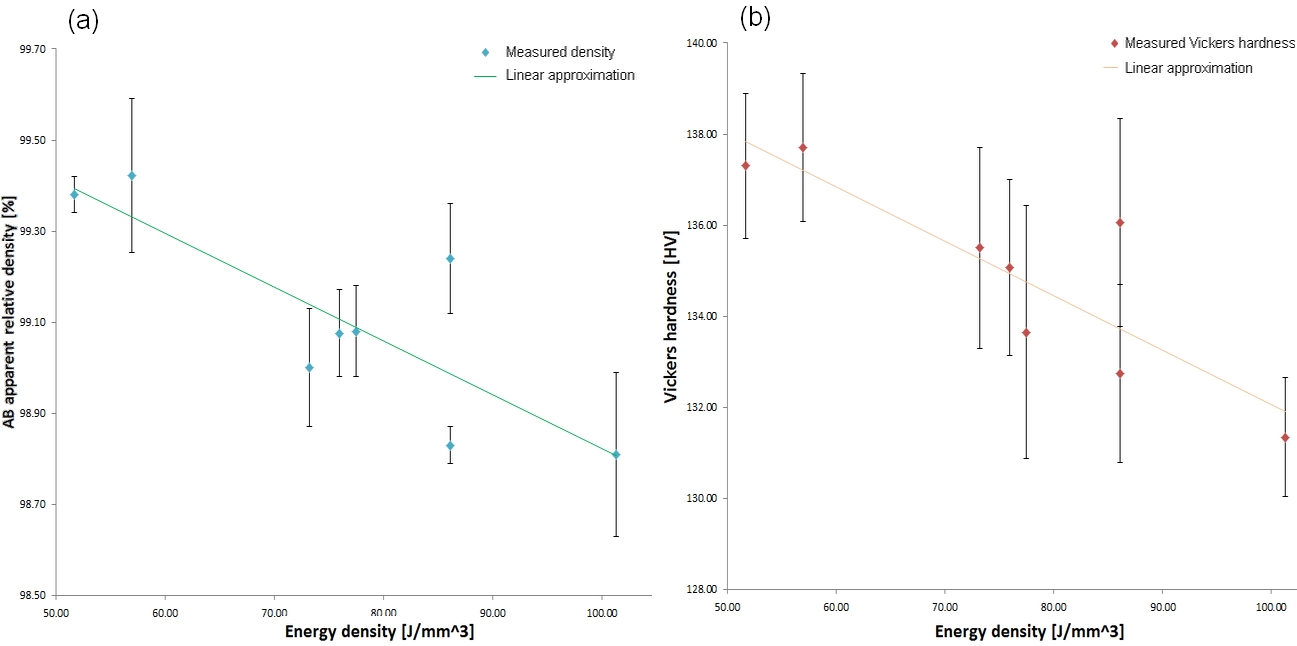 (a)
Measured density
Linear approximation
99.70
99.50
99.30
99.10
98.90
98.70
98.50
AB apparent relative density [%]
50.00 60.00 70.00 80.00 90.00 100.00
Energy density [J/mm^3]
(b)
Measured Vickers hardness
Linear approximation
140.00
138.00
136.00
134.00
132.00
130.00
128.00
Vickers hardness [HV]
50.00 60.00 70.00 80.00 90.00 100.00
Energy density [J/mm^3]